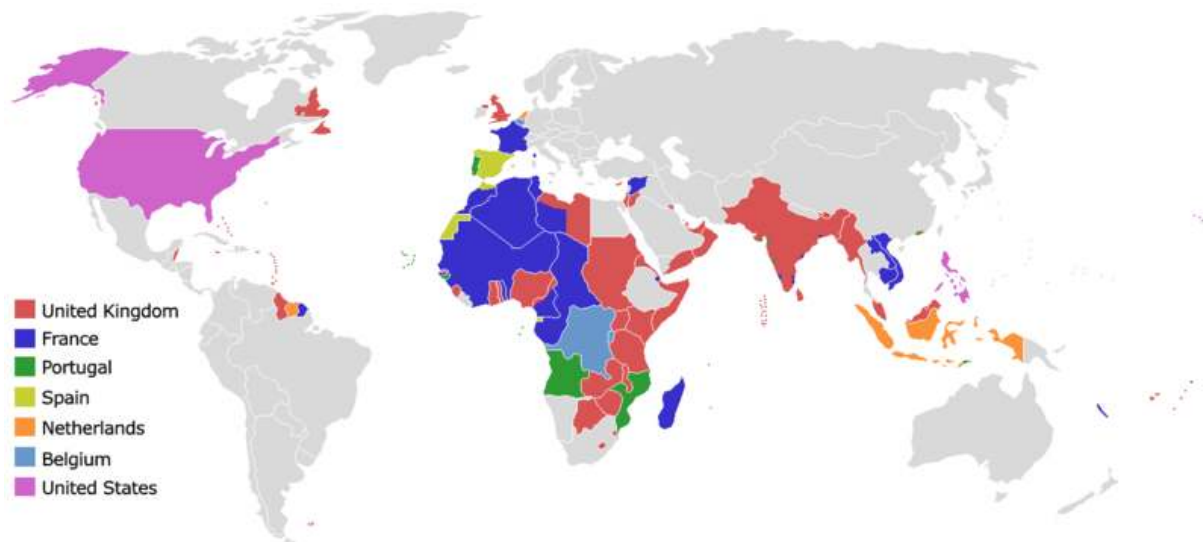 United Kingdom
France
Portugal
Spain
Netherlands
Belgium
United States